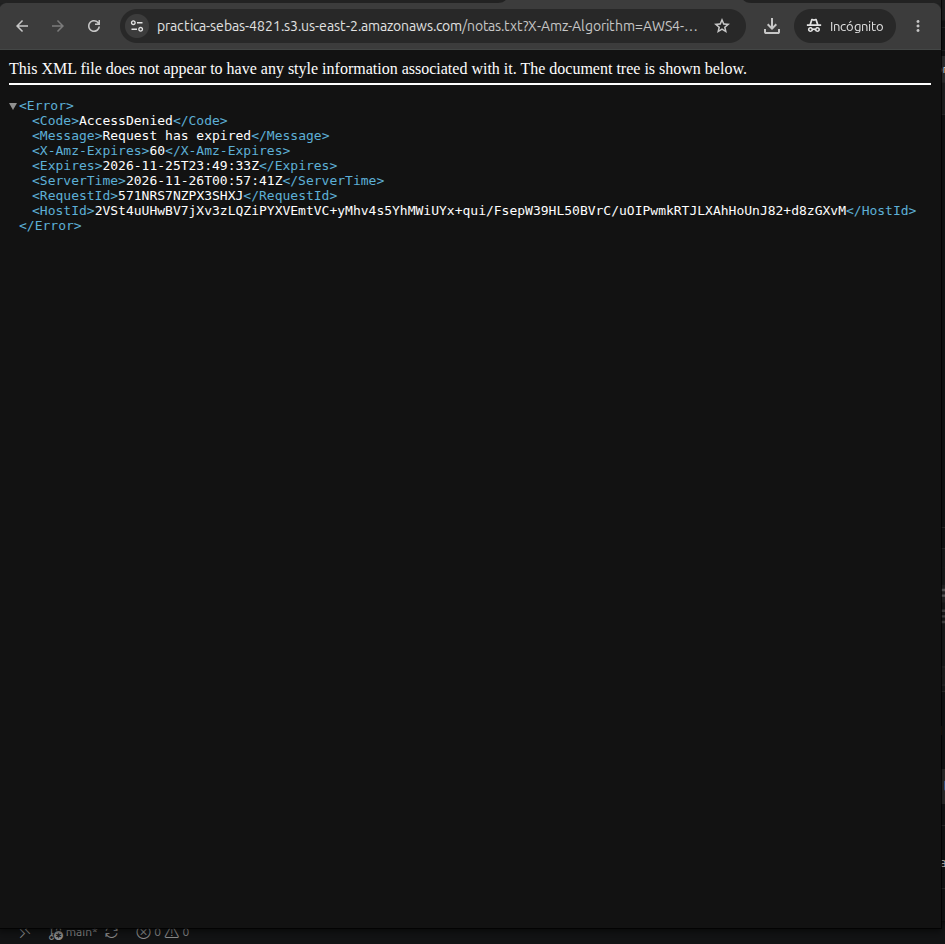 practica-sebas-4821.s3.us-east-2.amazonaws.com/notas.txt?X-Amz-Algorithm=AWS4-...
Incógnito
This XML file does not appear to have any style information associated with it. The document tree is shown below.
<Error>
<Code>AccessDenied</Code>
<Message>Request has expired</Message>
<X-Amz-Expires>60</X-Amz-Expires>
<Expires>2026-11-25T23:49:33Z</Expires>
<ServerTime>2026-11-26T00:57:41Z</ServerTime>
<RequestId>571NRS7NZPX3SHXJ</RequestId>
<HostId>2VSt4uUHwBV7jXv3zLQZiPYXVEmtVC+yMhv4s5YhMWiUYx+qui/FsepW39HL50BVrC/uOIPwmkRTJLXAhHoUnJ82+d8zGXvM</HostId>
</Error>
main* 0 0